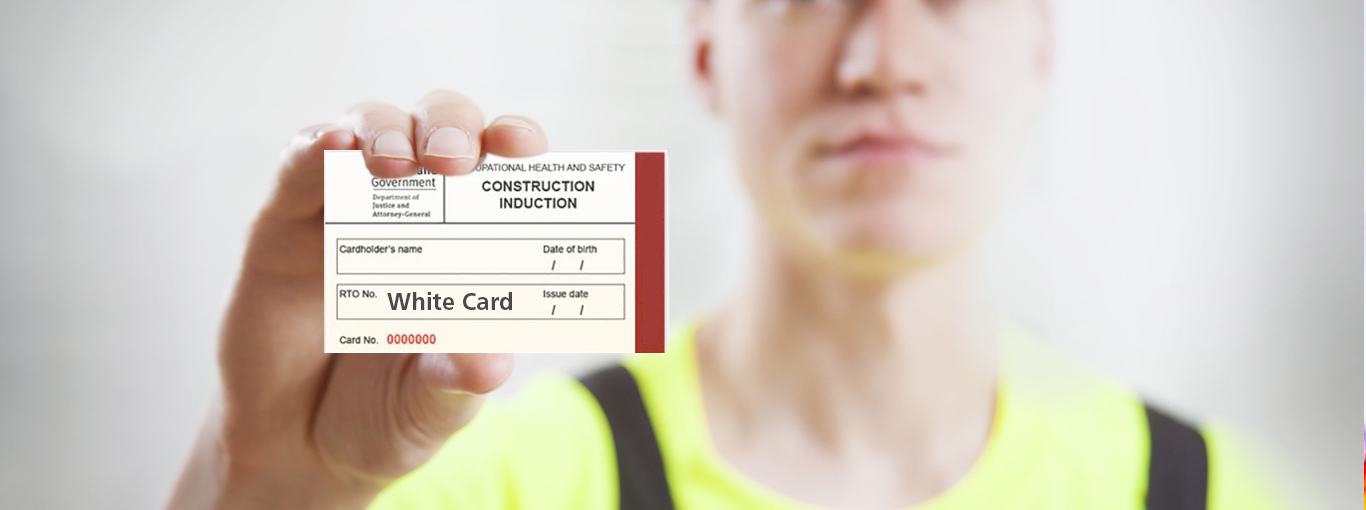 Government
Department of
Justice and
Attorney-General
OCCUPATIONAL HEALTH AND SAFETY
CONSTRUCTION
INDUCTION
Cardholder's name
Date of birth
/ /
RTO No. White Card
Issue date
/ /
Card No. 0000000